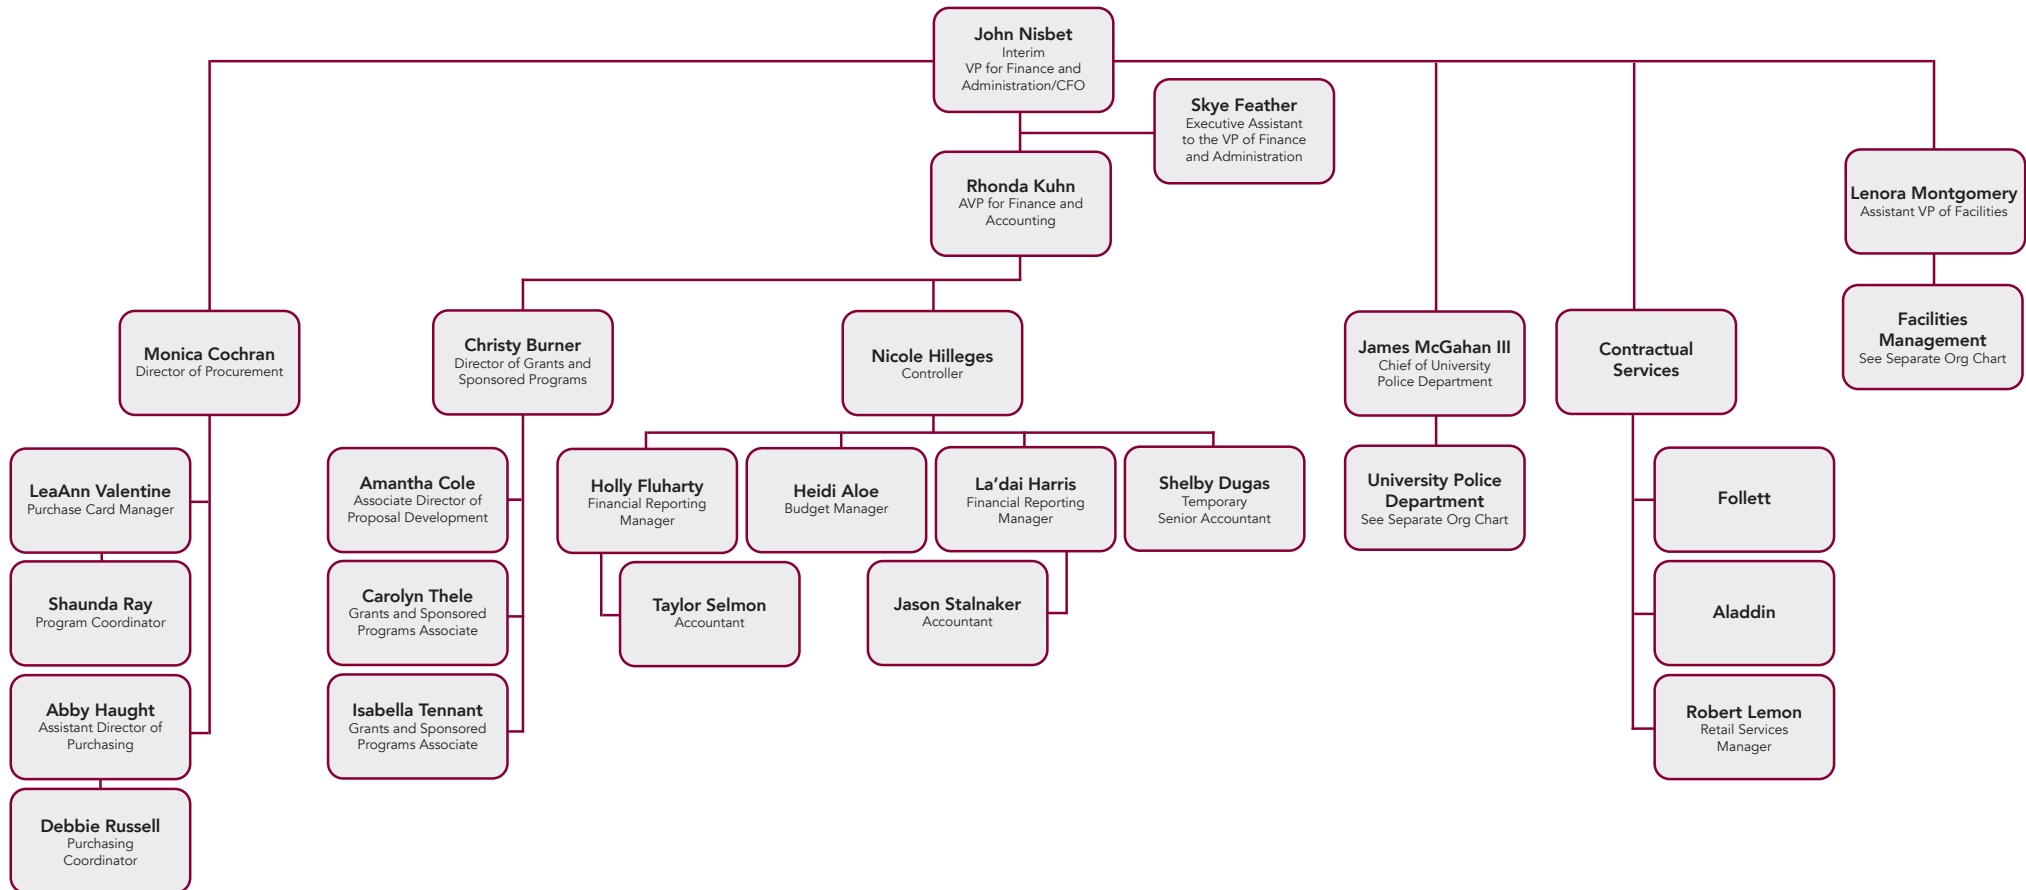 John Nisbet
Interim
VP for Finance and
Administration/CFO
Skye Feather
Executive Assistant
to the VP of Finance
and Administration
Rhonda Kuhn
AVP for Finance and
Accounting
Lenora Montgomery
Assistant VP of Facilities
Monica Cochran
Director of Procurement
Christy Burner
Director of Grants and
Sponsored Programs
Nicole Hilleges
Controller
James McGahan III
Chief of University
Police Department
Contractual
Services
Facilities
Management
See Separate Org Chart
LeaAnn Valentine
Purchase Card Manager
Amantha Cole
Associate Director of
Proposal Development
Holly Fluharty
Financial Reporting
Manager
Heidi Aloe
Budget Manager
La’dai Harris
Financial Reporting
Manager
Shelby Dugas
Temporary
Senior Accountant
University Police
Department
See Separate Org Chart
Follett
Shaunda Ray
Program Coordinator
Carolyn Thele
Grants and Sponsored
Programs Associate
Taylor Selmon
Accountant
Jason Stalnaker
Accountant
Aladdin
Abby Haught
Assistant Director of
Purchasing
Isabella Tennant
Grants and Sponsored
Programs Associate
Robert Lemon
Retail Services
Manager
Debbie Russell
Purchasing
Coordinator